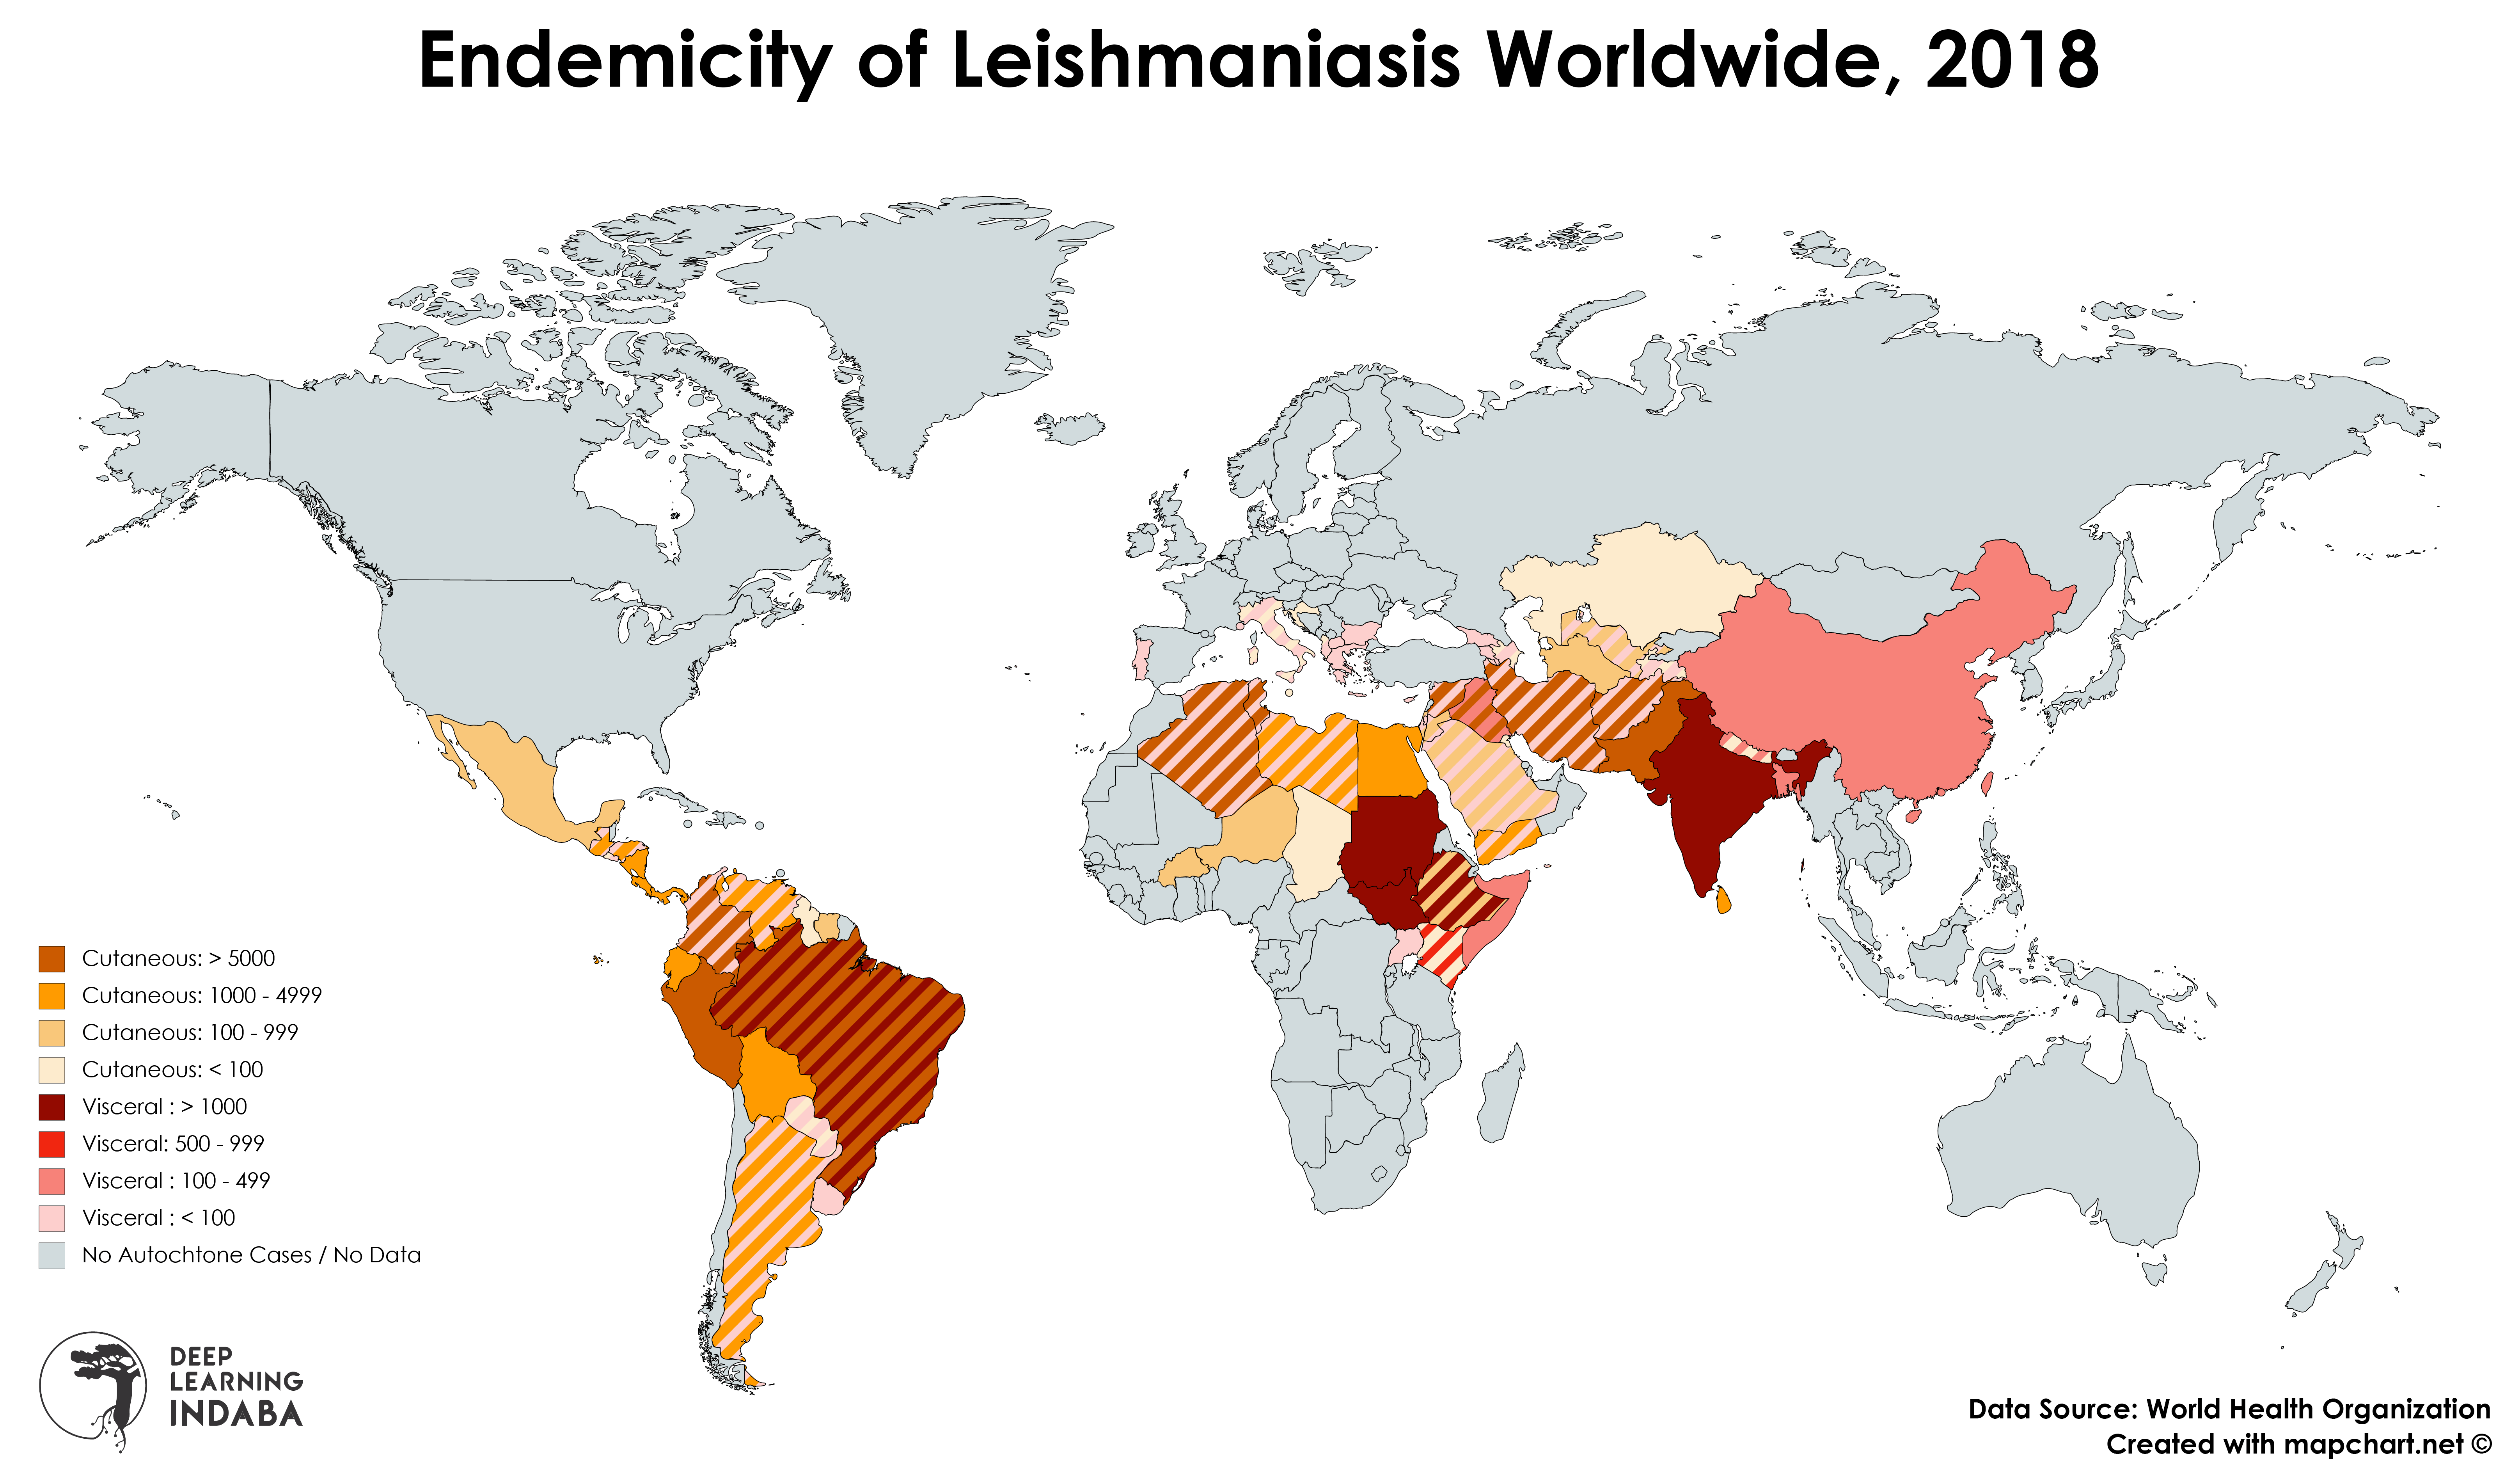 Endemicity of Leishmaniasis Worldwide, 2018
Cutaneous: > 5000
Cutaneous: 1000 - 4999
Cutaneous: 100 - 999
Cutaneous: < 100
Visceral : > 1000
Visceral: 500 - 999
Visceral : 100 - 499
Visceral : < 100
No Autochtone Cases / No Data
DEEP
LEARNING
INDABA
Data Source: World Health Organization
Created with mapchart.net ©